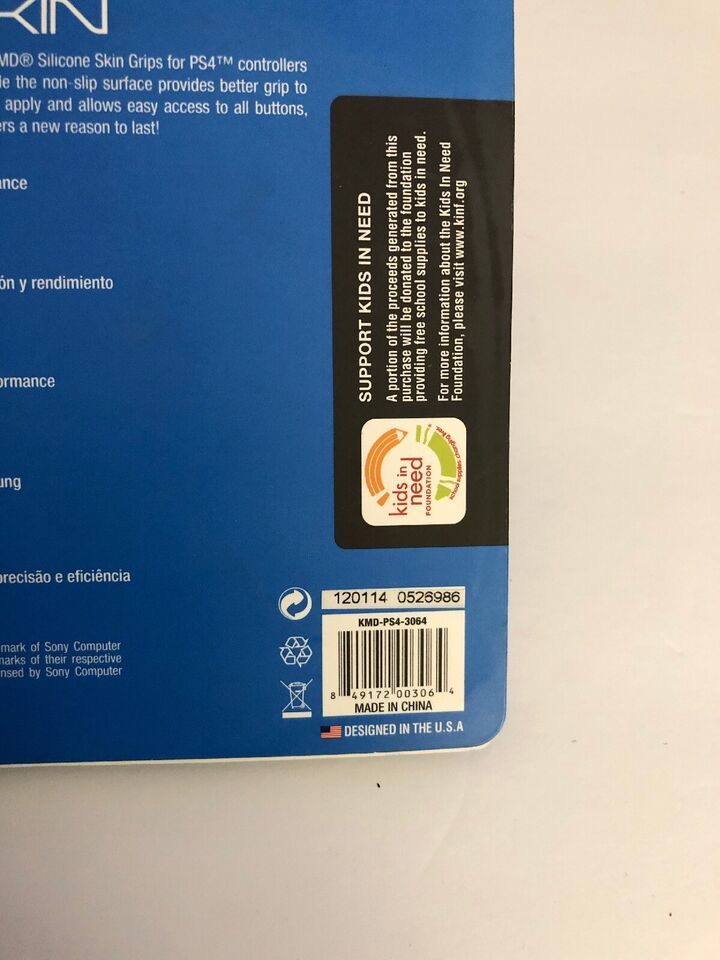 KIN
MD® Silicone Skin Grips for PS4™ controllers
le the non-slip surface provides better grip to
apply and allows easy access to all buttons,
ers a new reason to last!
ance
ón y rendimiento
ormance
ung
precisão e eficiência
mark of Sony Computer
marks of their respective
ensed by Sony Computer
SUPPORT KIDS IN NEED
A portion of the proceeds generated from this
purchase will be donated to the foundation
providing free school supplies to kids in need.
For more information about the Kids In Need
Foundation, please visit www.kinf.org
kids in
need
FOUNDATION
school supplies. changing lives.
120114 0526986
KMD-PS4-3064
8 49172 00306 4
MADE IN CHINA
DESIGNED IN THE U.S.A